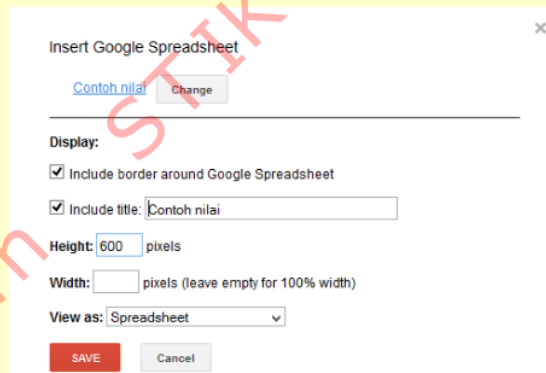 Insert Google Spreadsheet
Contoh nilai Change
Display:
Include border around Google Spreadsheet
Include title: Contoh nilai
Height: 600 pixels
Width: pixels (leave empty for 100% width)
View as: Spreadsheet
SAVE Cancel
n STIK